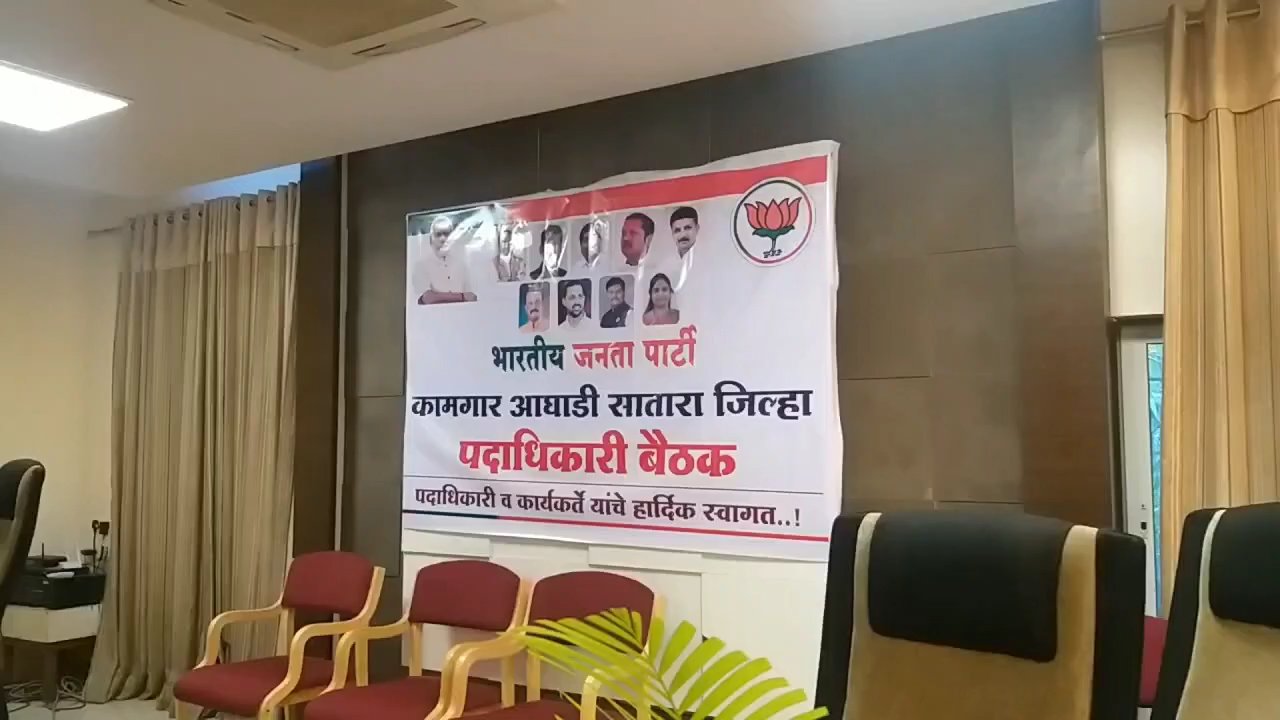 भारतीय जनता पार्टी
कामगार आघाडी सातारा जिल्हा
पदाधिकारी बैठक
पदाधिकारी व कार्यकर्ते यांचे हार्दिक स्वागत..!